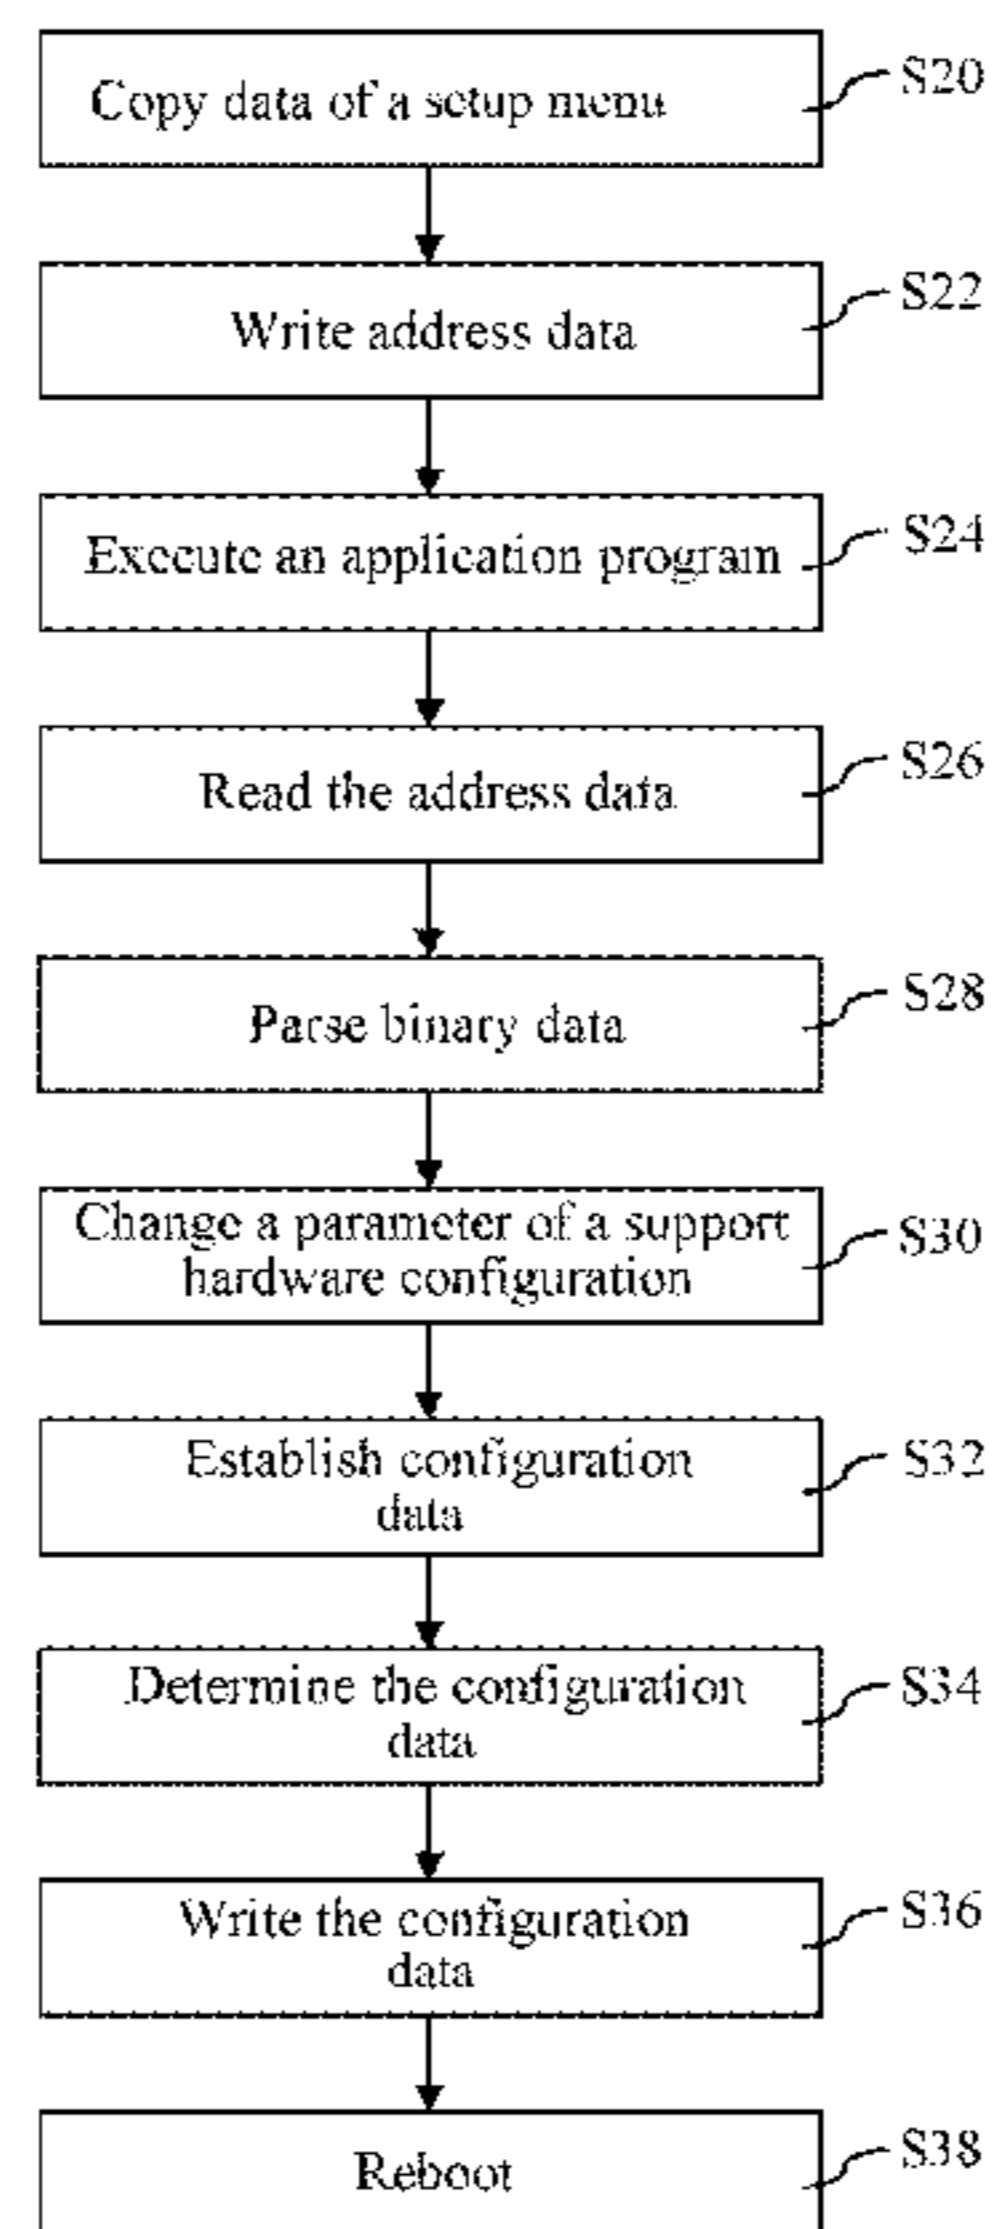 Copy data of a setup menu
S20
Write address data
S22
Execute an application program
S24
Read the address data
S26
Parse binary data
S28
Change a parameter of a support
hardware configuration
S30
Establish configuration
data
S32
Determine the configuration
data
S34
Write the configuration
data
S36
Reboot
S38